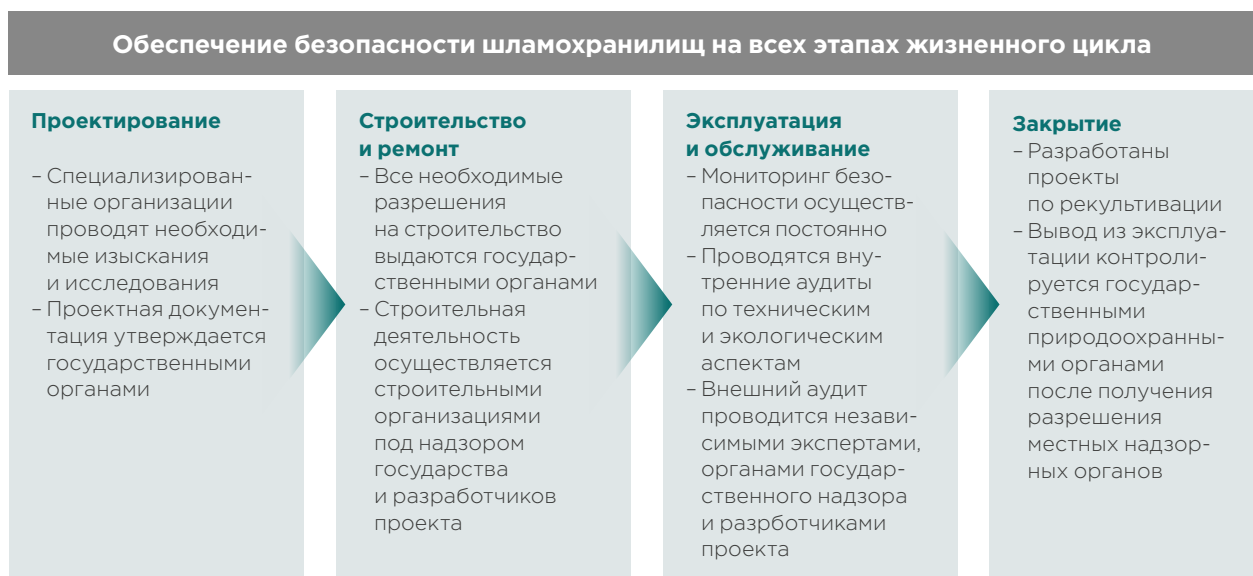 Обеспечение безопасности шламохранилищ на всех этапах жизненного цикла
Проектирование
– Специализирован-
ные организации
проводят необходи-
мые изыскания
и исследования
– Проектная докумен-
тация утверждается
государственными
органами
Строительство
и ремонт
– Все необходимые
разрешения
на строительство
выдаются государ-
ственными органами
– Строительная
деятельность
осуществляется
строительными
организациями
под надзором
государства
и разработчиков
проекта
Эксплуатация
и обслуживание
– Мониторинг безо-
пасности осуществ-
ляется постоянно
– Проводятся вну-
тренние аудиты
по техническим
и экологическим
аспектам
– Внешний аудит
проводится незави-
симыми экспертами,
органами государ-
ственного надзора
и разрботчиками
проекта
Закрытие
– Разработаны
проекты
по рекультивации
– Вывод из эксплуа-
тации контроли-
руется государ-
ственными
природоохранны-
ми органами
после получения
разрешения
местных надзор-
ных органов